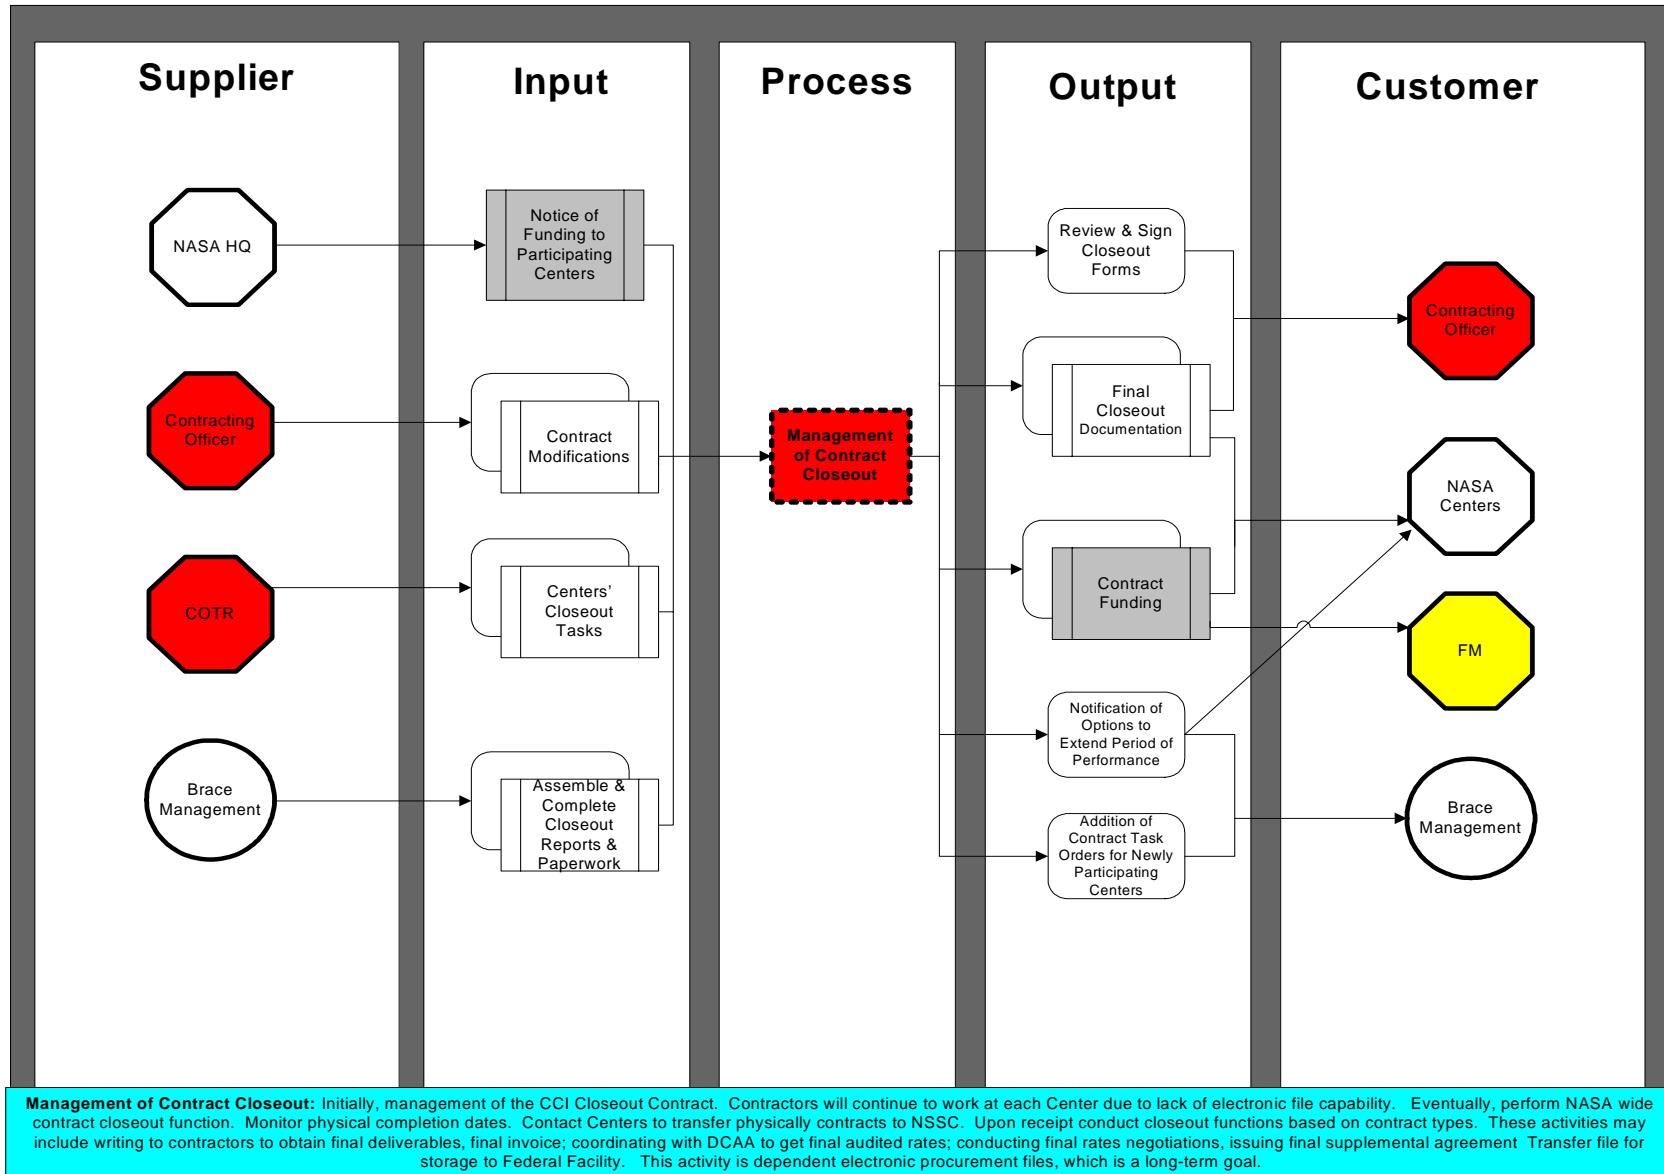 Supplier
Input
Process
Output
Customer
NASA HQ
Contracting
Officer
COTR
Brace
Management
Notice of
Funding to
Participating
Centers
Contract
Modifications
Centers’
Closeout
Tasks
Assemble &
Complete
Closeout
Reports &
Paperwork
Management
of Contract
Closeout
Review & Sign
Closeout
Forms
Final
Closeout
Documentation
Contract
Funding
Notification of
Options to
Extend Period of
Performance
Addition of
Contract Task
Orders for Newly
Participating
Centers
Contracting
Officer
NASA
Centers
FM
Brace
Management
Management of Contract Closeout: Initially, management of the CCI Closeout Contract. Contractors will continue to work at each Center due to lack of electronic file capability. Eventually, perform NASA wide
contract closeout function. Monitor physical completion dates. Contact Centers to transfer physically contracts to NSSC. Upon receipt conduct closeout functions based on contract types. These activities may
include writing to contractors to obtain final deliverables, final invoice; coordinating with DCAA to get final audited rates; conducting final rates negotiations, issuing final supplemental agreement Transfer file for
storage to Federal Facility. This activity is dependent electronic procurement files, which is a long-term goal.